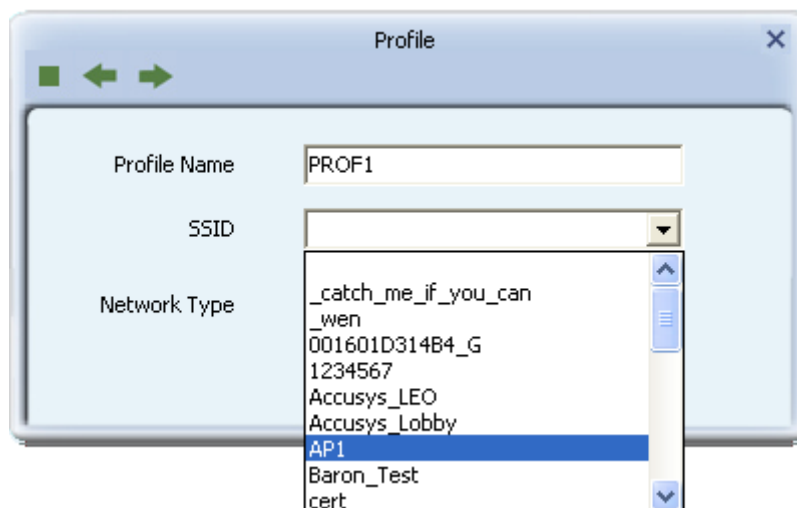 Profile
Profile Name
PROF1
SSID
_catch_me_if_you_can
_wen
Network Type
001601D314B4_G
1234567
Accusys_LEO
Accusys_Lobby
AP1
Baron_Test
cert